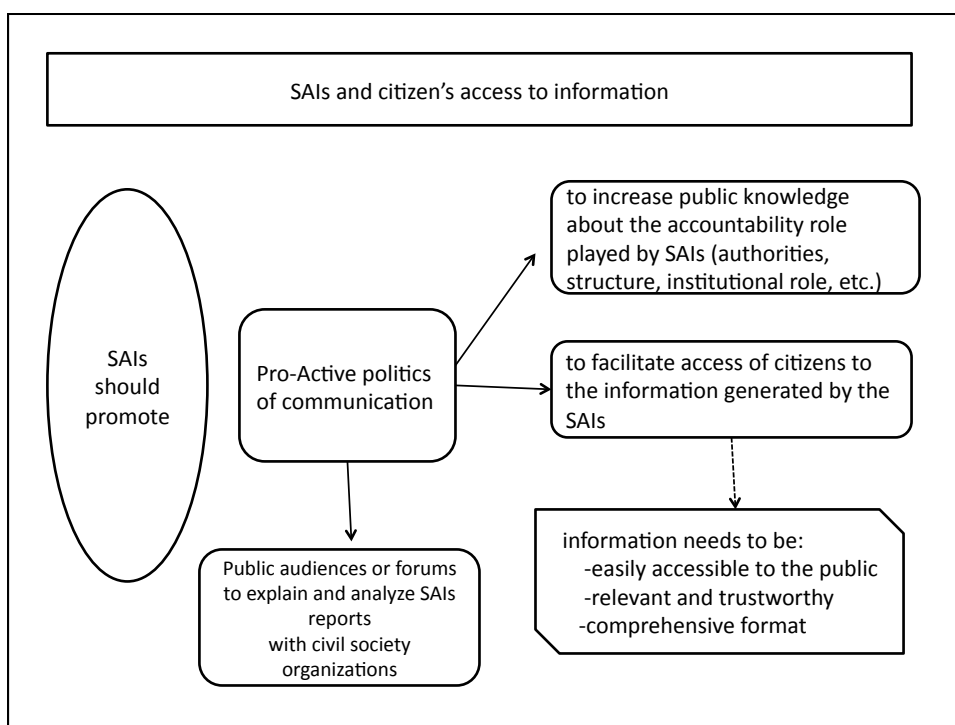 SAIs and citizen’s access to information
to increase public knowledge
about the accountability role
played by SAIs (authorities,
structure, institutional role, etc.)
SAIs
should
promote
Pro-Active politics
of communication
to facilitate access of citizens to
the information generated by the
SAIs
Public audiences or forums
to explain and analyze SAIs
reports
with civil society
organizations
information needs to be:
-easily accessible to the public
-relevant and trustworthy
-comprehensive format